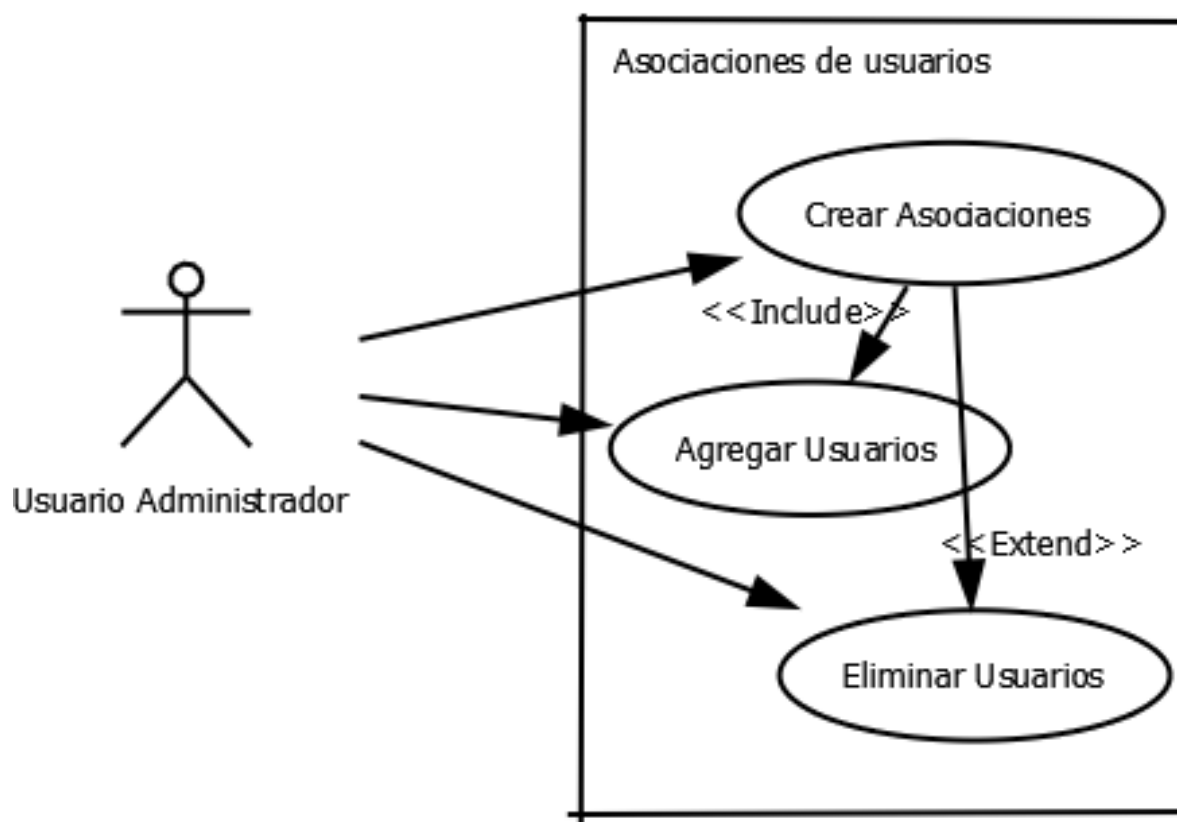 Asociaciones de usuarios
Crear Asociaciones
<<Include>>
Agregar Usuarios
Usuario Administrador
<<Extend>>
Eliminar Usuarios